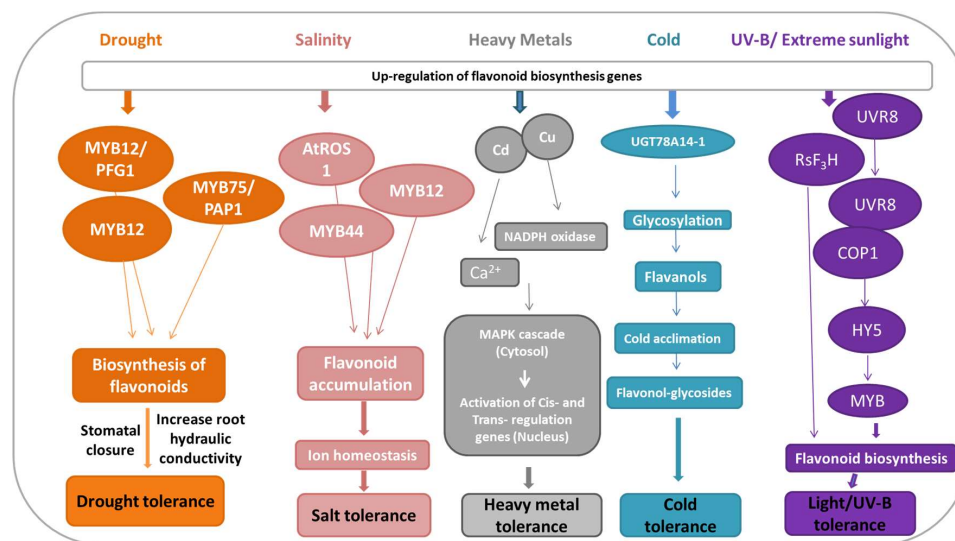 Drought
Salinity
Heavy Metals
Cold
UV-B/ Extreme sunlight
Up-regulation of flavonoid biosynthesis genes
MYB12/
PFG1
MYB75/
PAP1
MYB12
Biosynthesis of
flavonoids
Stomatal
closure
Increase root
hydraulic
conductivity
Drought tolerance
AtROS
1
MYB12
MYB44
Flavonoid
accumulation
Ion homeostasis
Salt tolerance
Cd
Cu
NADPH oxidase
Ca²⁺
MAPK cascade
(Cytosol)
Activation of Cis- and
Trans- regulation
genes (Nucleus)
Heavy metal
tolerance
UGT78A14-1
Glycosylation
Flavanols
Cold acclimation
Flavonol-glycosides
Cold
tolerance
UVR8
RsF₃H
UVR8
COP1
HY5
MYB
Flavonoid biosynthesis
Light/UV-B
tolerance